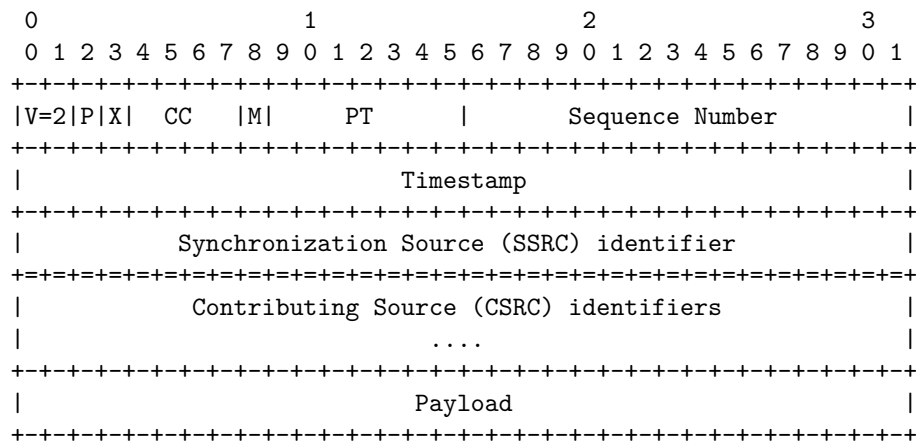 0                   1                   2                   3
 0 1 2 3 4 5 6 7 8 9 0 1 2 3 4 5 6 7 8 9 0 1 2 3 4 5 6 7 8 9 0 1
+-+-+-+-+-+-+-+-+-+-+-+-+-+-+-+-+-+-+-+-+-+-+-+-+-+-+-+-+-+-+-+-+
|V=2|P|X|  CC   |M|     PT      |       Sequence Number         |
+-+-+-+-+-+-+-+-+-+-+-+-+-+-+-+-+-+-+-+-+-+-+-+-+-+-+-+-+-+-+-+-+
|                           Timestamp                           |
+-+-+-+-+-+-+-+-+-+-+-+-+-+-+-+-+-+-+-+-+-+-+-+-+-+-+-+-+-+-+-+-+
|           Synchronization Source (SSRC) identifier            |
+=+=+=+=+=+=+=+=+=+=+=+=+=+=+=+=+=+=+=+=+=+=+=+=+=+=+=+=+=+=+=+=+
|            Contributing Source (CSRC) identifiers             |
|                             ....                              |
+-+-+-+-+-+-+-+-+-+-+-+-+-+-+-+-+-+-+-+-+-+-+-+-+-+-+-+-+-+-+-+-+
|                            Payload                            |
+-+-+-+-+-+-+-+-+-+-+-+-+-+-+-+-+-+-+-+-+-+-+-+-+-+-+-+-+-+-+-+-+